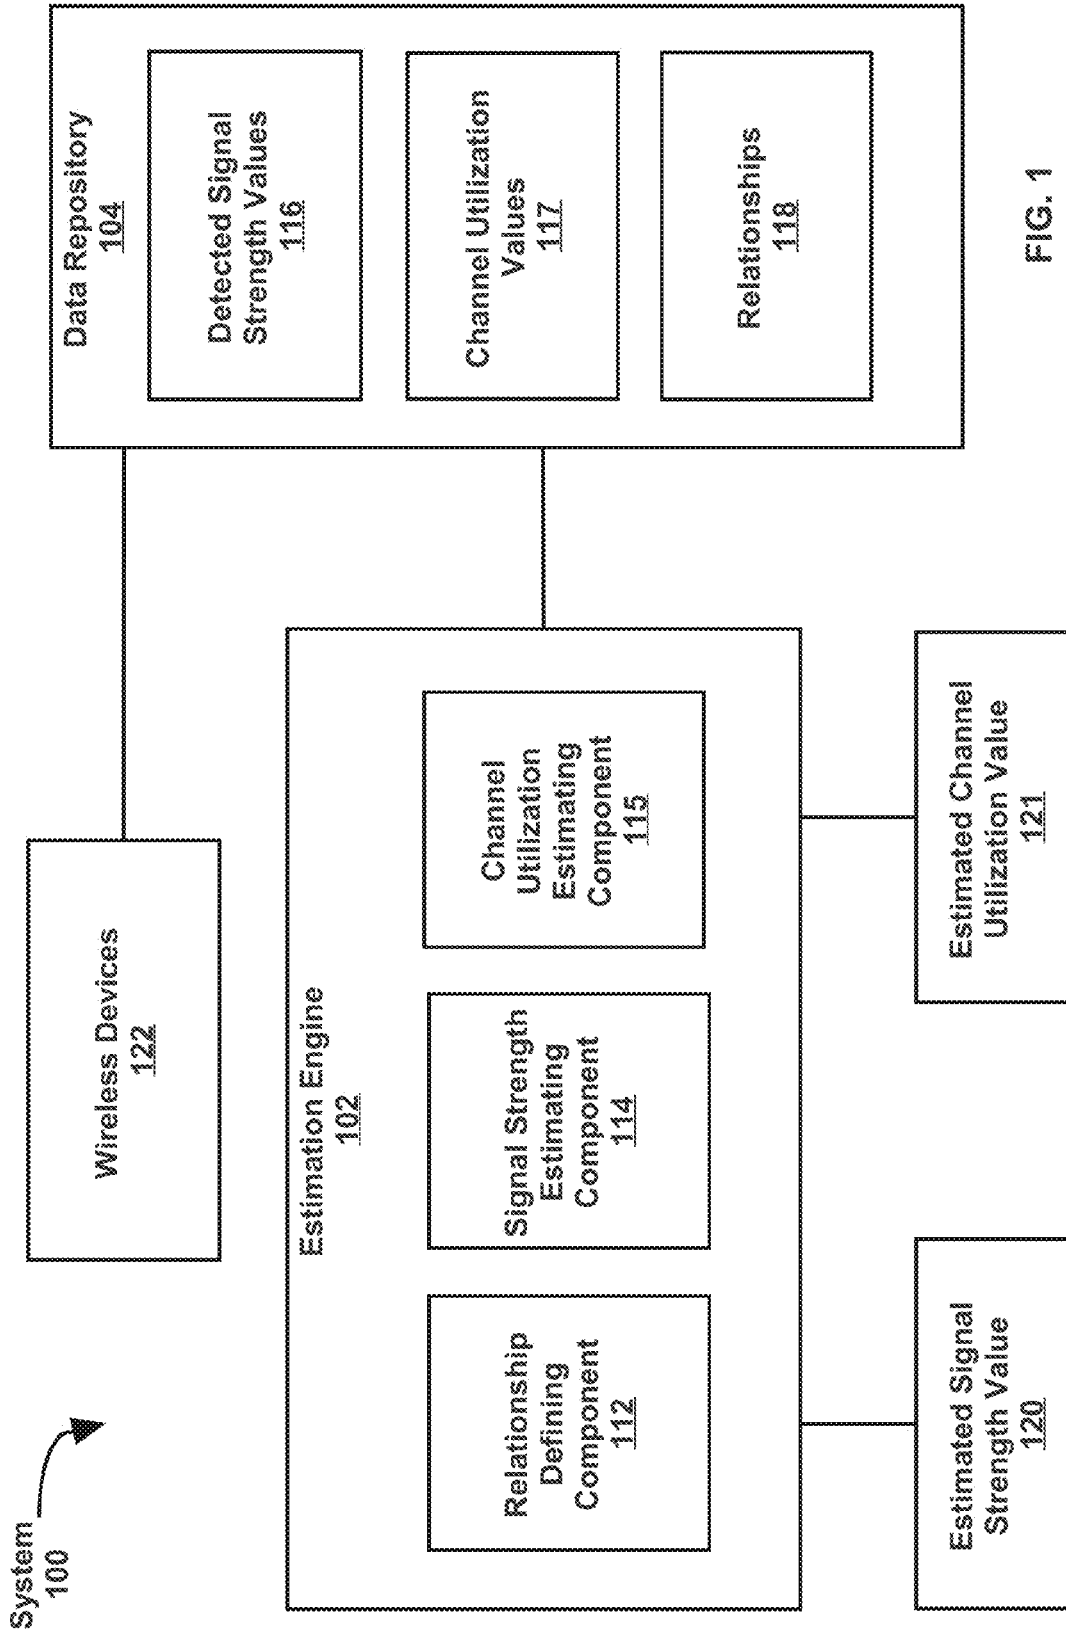 System
100
Wireless Devices
122
Data Repository
104
Detected Signal
Strength Values
116
Channel Utilization
Values
117
Relationships
118
Estimation Engine
102
Relationship
Defining
Component
112
Signal Strength
Estimating
Component
114
Channel
Utilization
Estimating
Component
115
Estimated Signal
Strength Value
120
Estimated Channel
Utilization Value
121
FIG. 1